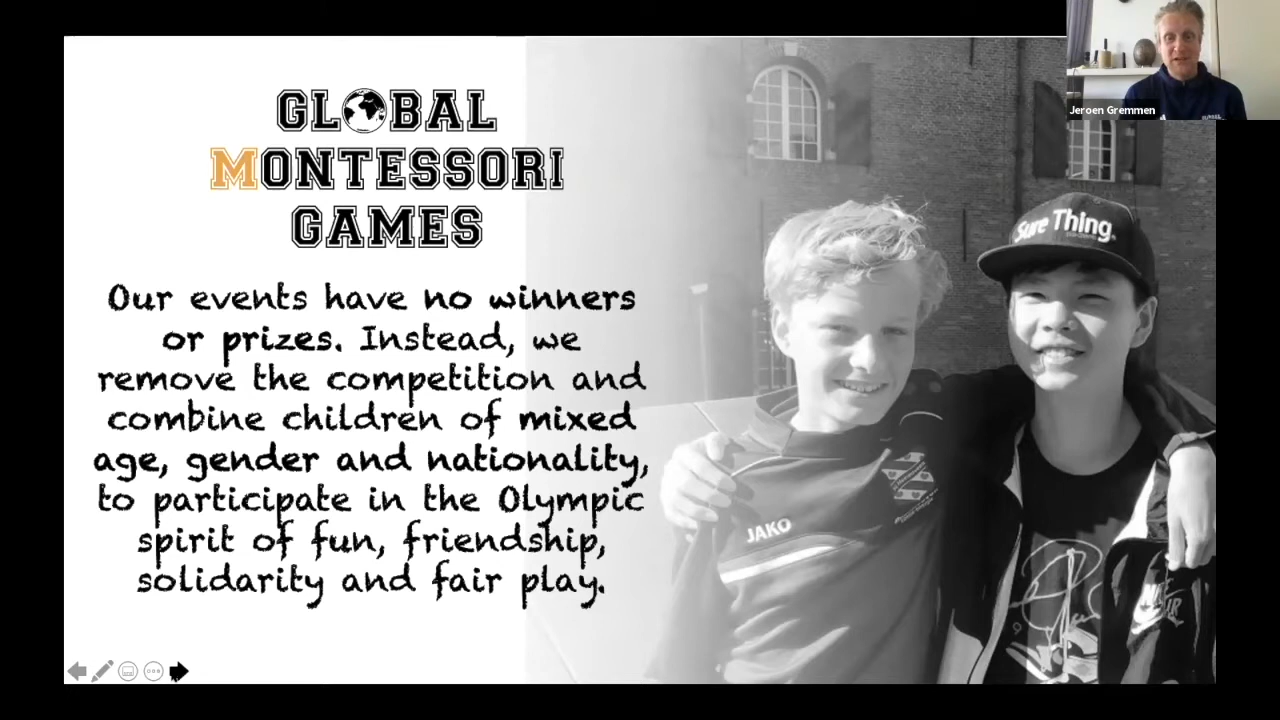 Jeroen Gremmen
GLOBAL
MONTESSORI
GAMES
Our events have no winners
or prizes. Instead, we
remove the competition and
combine children of mixed
age, gender and nationality,
to participate in the Olympic
spirit of fun, friendship,
solidarity and fair play.
Sure Thing
JAKO
NIKE
AIR